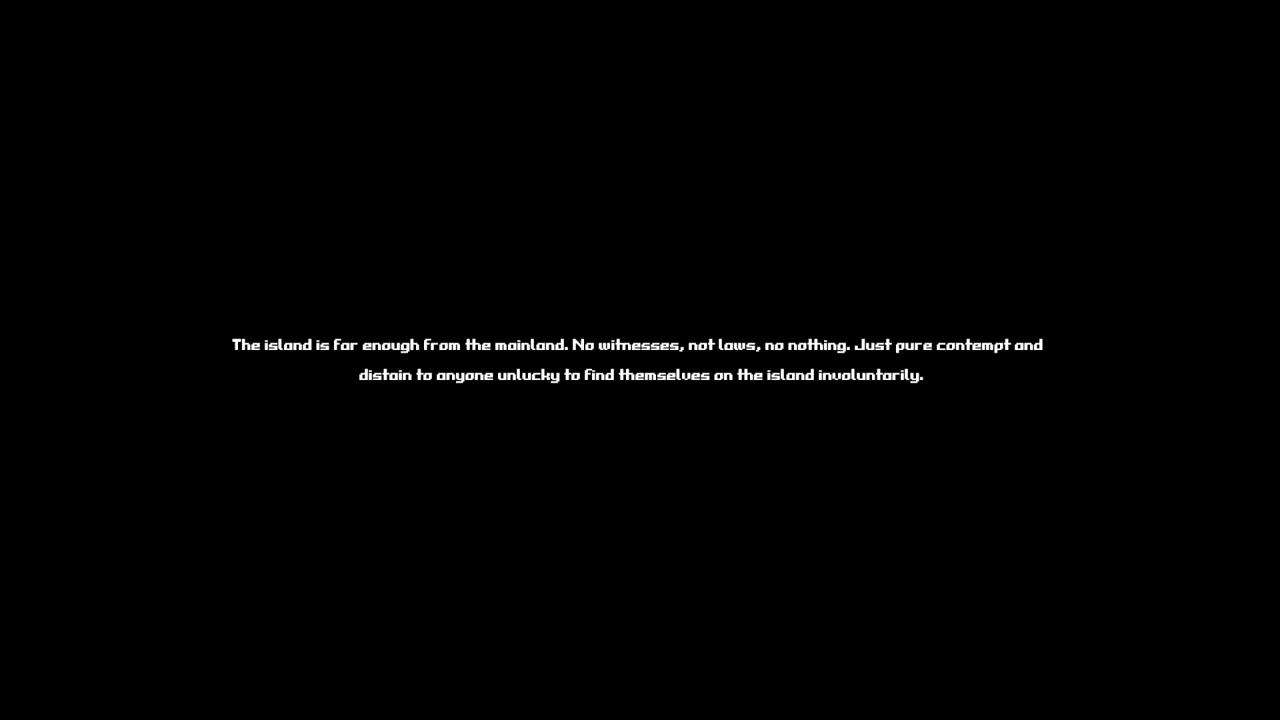 The island is far enough from the mainland. No witnesses, not laws, no nothing. Just pure contempt and
distain to anyone unlucky to find themselves on the island involuntarily.